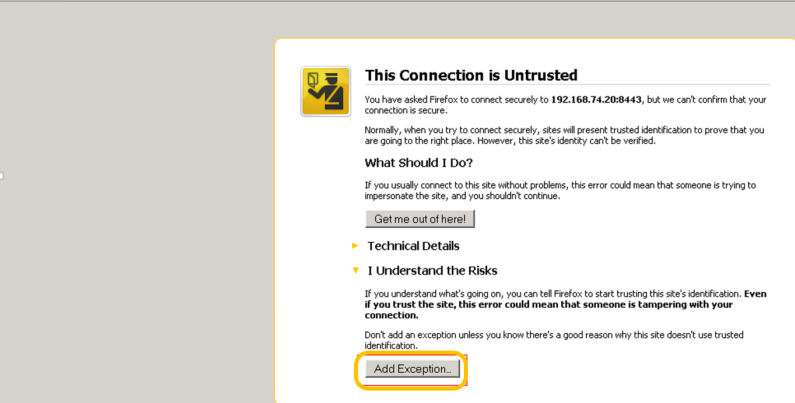 This Connection is Untrusted
You have asked Firefox to connect securely to 192.168.74.20:8443, but we can't confirm that your
connection is secure.
Normally, when you try to connect securely, sites will present trusted identification to prove that you
are going to the right place. However, this site's identity can't be verified.
What Should I Do?
If you usually connect to this site without problems, this error could mean that someone is trying to
impersonate the site, and you shouldn't continue.
Get me out of here!
Technical Details
I Understand the Risks
If you understand what's going on, you can tell Firefox to start trusting this site's identification. Even
if you trust the site, this error could mean that someone is tampering with your
connection.
Don't add an exception unless you know there's a good reason why this site doesn't use trusted
identification.
Add Exception...